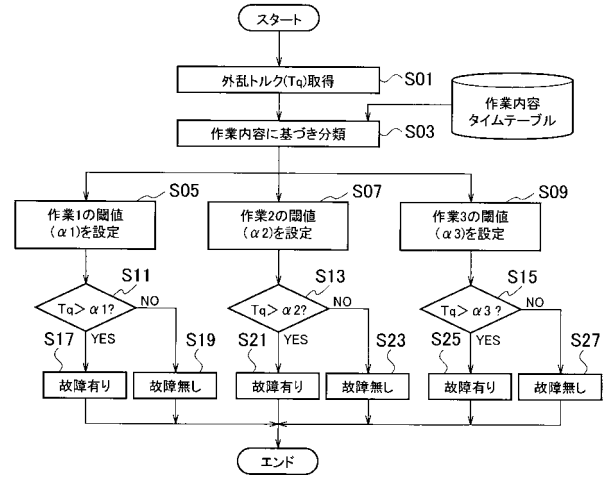 スタート
外乱トルク(Tq)取得
S01
作業内容
タイムテーブル
作業内容に基づき分類
S03
S05
作業1の閾値
(α1)を設定
S07
作業2の閾値
(α2)を設定
S09
作業3の閾値
(α3)を設定
S11
Tq>α1?
NO
YES
S13
Tq>α2?
NO
YES
S15
Tq>α3?
NO
YES
S17
故障有り
S19
故障無し
S21
故障有り
S23
故障無し
S25
故障有り
S27
故障無し
エンド